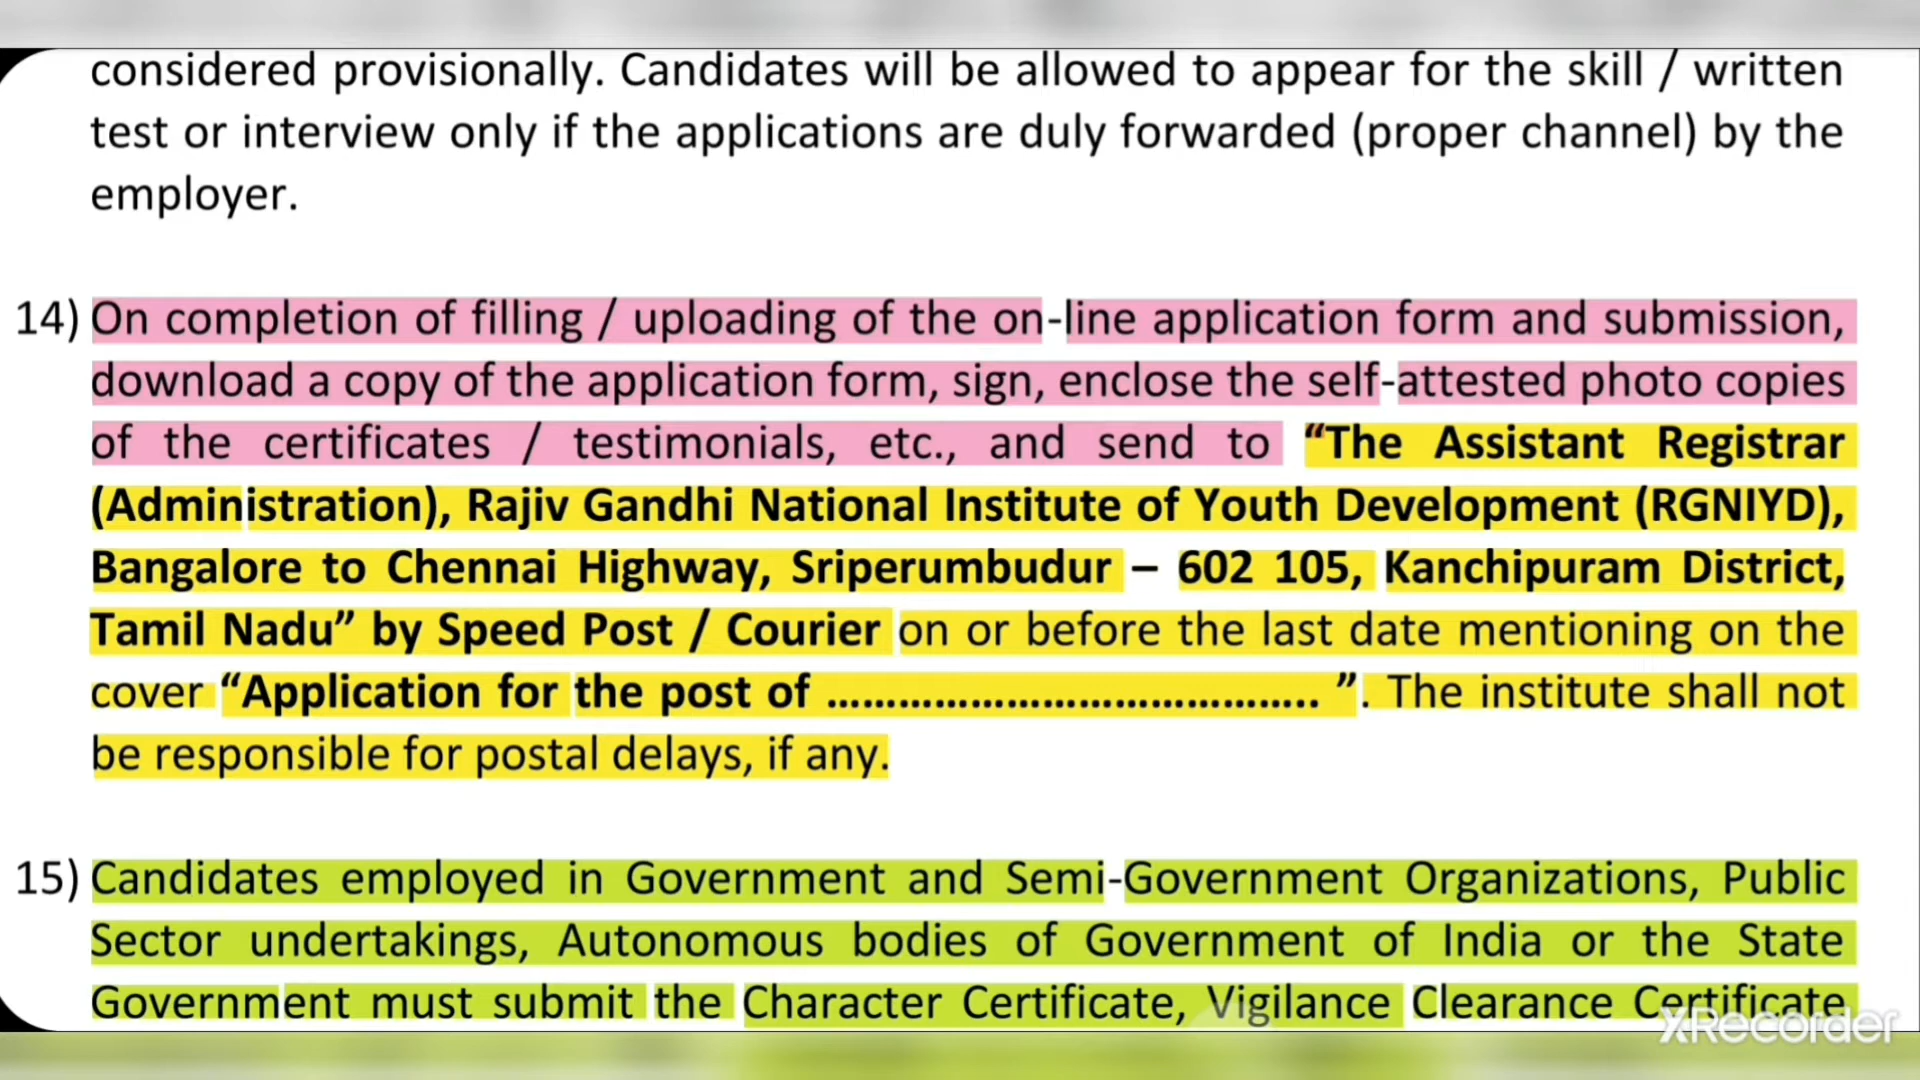 considered provisionally. Candidates will be allowed to appear for the skill / written
test or interview only if the applications are duly forwarded (proper channel) by the
employer.
14) On completion of filling / uploading of the on-line application form and submission,
download a copy of the application form, sign, enclose the self-attested photo copies
of the certificates / testimonials, etc., and send to “The Assistant Registrar
(Administration), Rajiv Gandhi National Institute of Youth Development (RGNIYD),
Bangalore to Chennai Highway, Sriperumbudur – 602 105, Kanchipuram District,
Tamil Nadu” by Speed Post / Courier on or before the last date mentioning on the
cover “Application for the post of ………………………………….. ”. The institute shall not
be responsible for postal delays, if any.
15) Candidates employed in Government and Semi-Government Organizations, Public
Sector undertakings, Autonomous bodies of Government of India or the State
Government must submit the Character Certificate, Vigilance Clearance Certificate
XRecorder